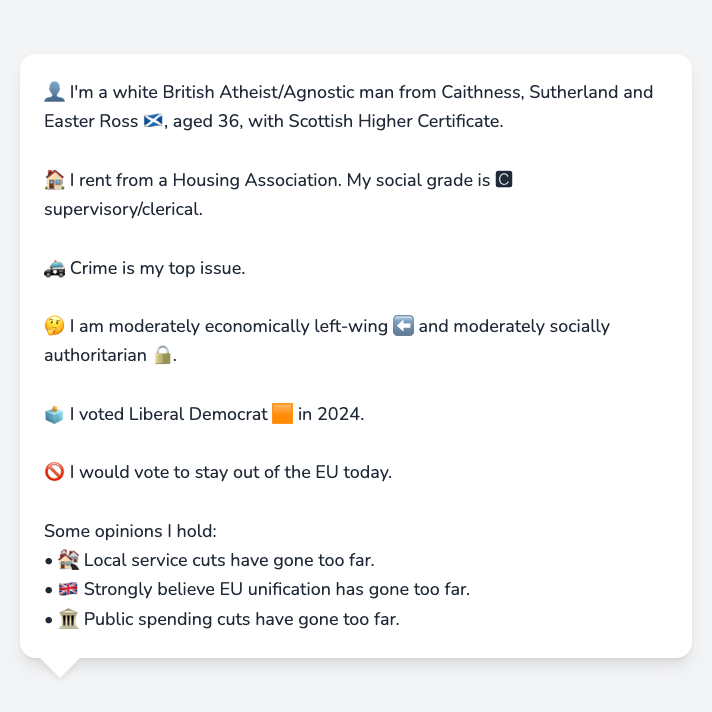 👤 I'm a white British Atheist/Agnostic man from Caithness, Sutherland and
Easter Ross 🏴󠁧󠁢󠁳󠁣󠁴󠁿, aged 36, with Scottish Higher Certificate.
🏠 I rent from a Housing Association. My social grade is 🅲
supervisory/clerical.
🚓 Crime is my top issue.
🤔 I am moderately economically left-wing ⬅️ and moderately socially
authoritarian 🔒.
🗳️ I voted Liberal Democrat 🟧 in 2024.
🚫 I would vote to stay out of the EU today.
Some opinions I hold:
• 🏘️ Local service cuts have gone too far.
• 🇬🇧 Strongly believe EU unification has gone too far.
• 🏛️ Public spending cuts have gone too far.